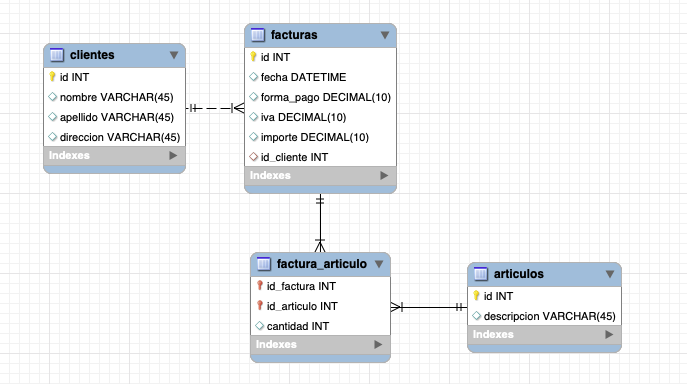 clientes
id INT
nombre VARCHAR(45)
apellido VARCHAR(45)
direccion VARCHAR(45)
Indexes
facturas
id INT
fecha DATETIME
forma_pago DECIMAL(10)
iva DECIMAL(10)
importe DECIMAL(10)
id_cliente INT
Indexes
factura_articulo
id_factura INT
id_articulo INT
cantidad INT
Indexes
articulos
id INT
descripcion VARCHAR(45)
Indexes